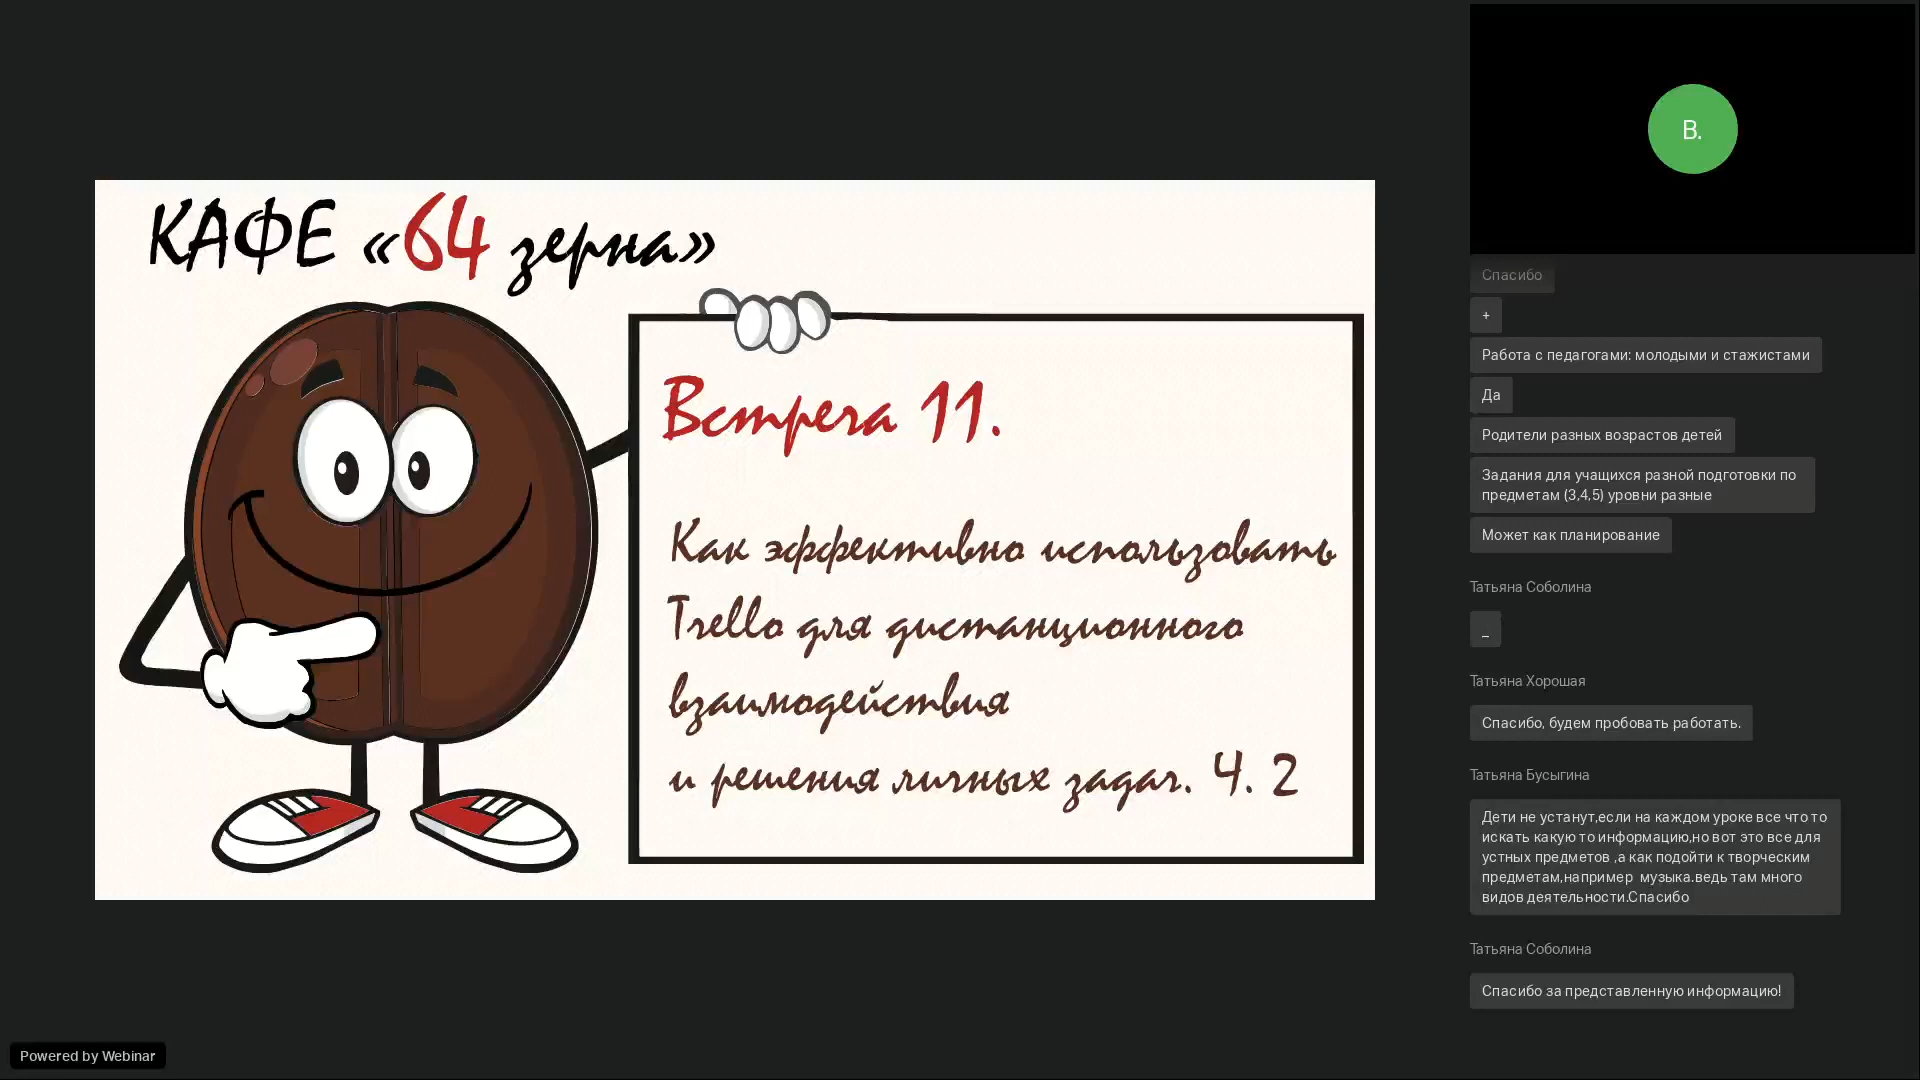 КАФЕ «64 зерна»
Встреча 11.
Как эффективно использовать
Trello для дистанционного
взаимодействия
и решения личных задач. Ч. 2
В.
Спасибо
+
Работа с педагогами: молодыми и стажистами
Да
Родители разных возрастов детей
Задания для учащихся разной подготовки по
предметам (3,4,5) уровни разные
Может как планирование
Татьяна Соболина
_
Татьяна Хорошая
Спасибо, будем пробовать работать.
Татьяна Бусыгина
Дети не устанут,если на каждом уроке все что то
искать какую то информацию,но вот это все для
устных предметов ,а как подойти к творческим
предметам,например музыка.ведь там много
видов деятельности.Спасибо
Татьяна Соболина
Спасибо за представленную информацию!
Powered by Webinar